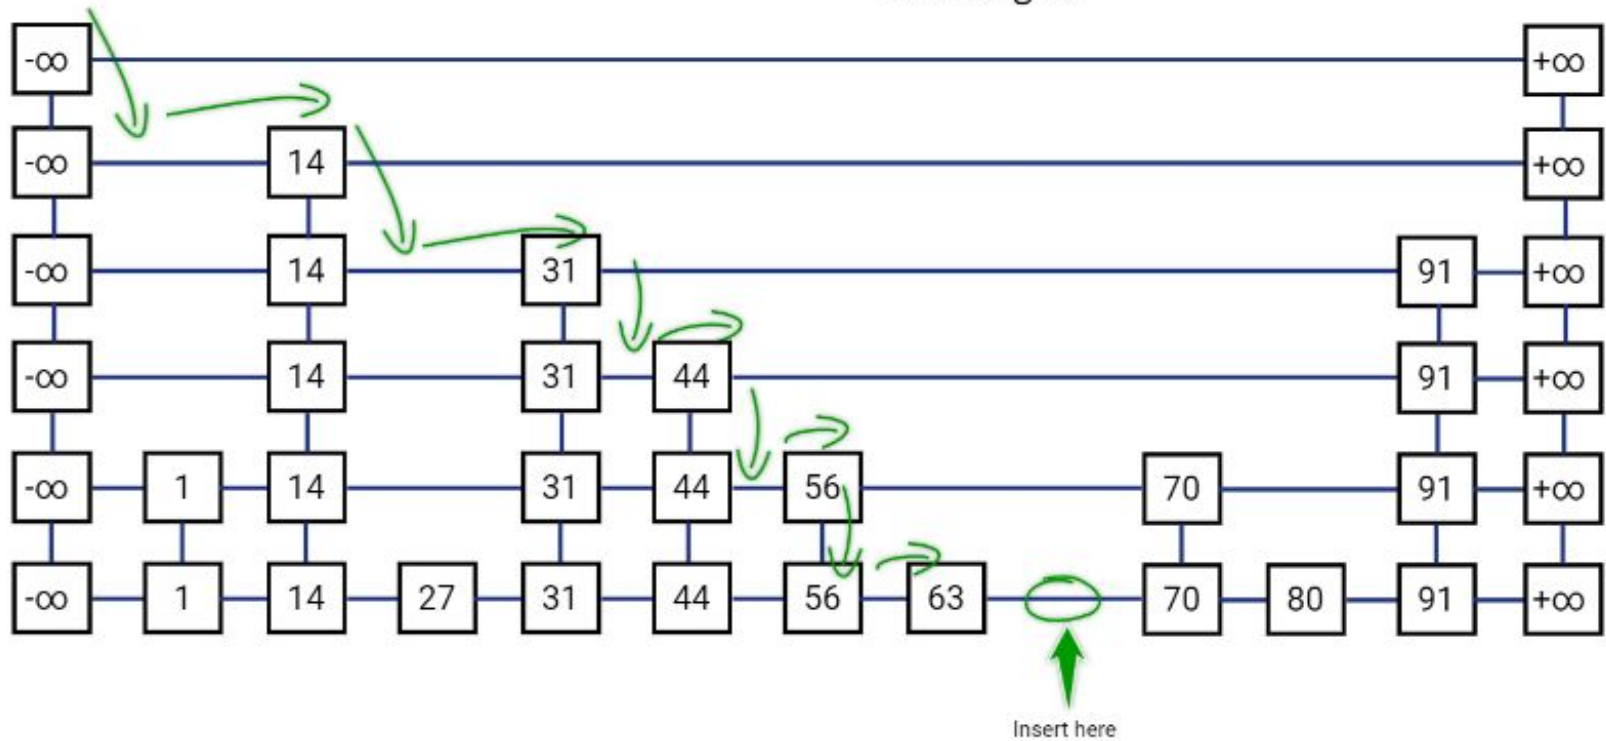 -∞ +∞
-∞ 14 +∞
-∞ 14 31 91 +∞
-∞ 14 31 44 91 +∞
-∞ 1 14 31 44 56 70 91 +∞
-∞ 1 14 27 31 44 56 63 70 80 91 +∞
Insert here